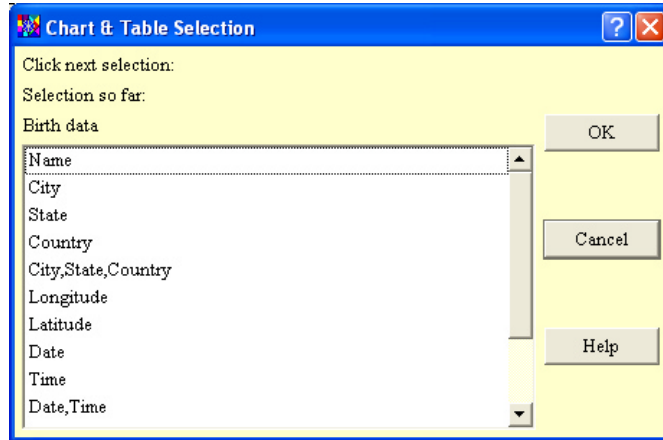 Chart & Table Selection
Click next selection:
Selection so far:
Birth data
OK
Name
City
State
Country
Cancel
City,State,Country
Longitude
Latitude
Date
Help
Time
Date,Time